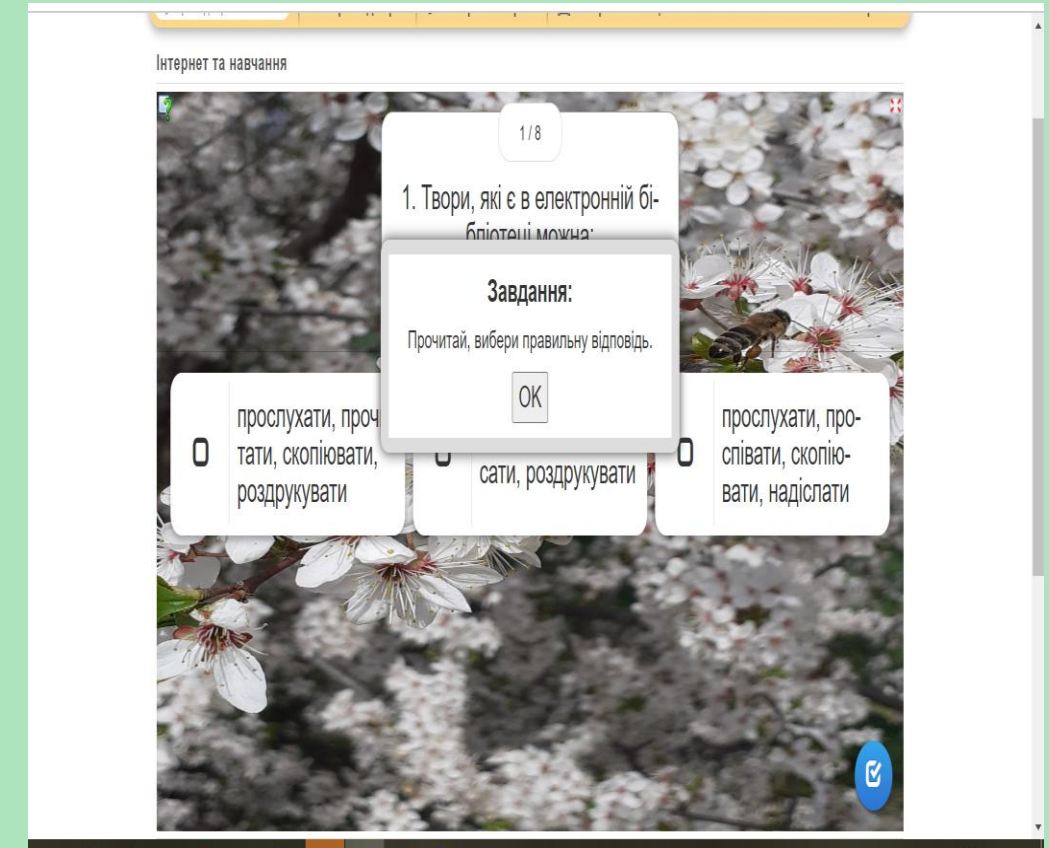 Інтернет та навчання
1 / 8
1. Твори, які є в електронній бі-
бліотеці можна:
Завдання:
Прочитай, вибери правильну відповідь.
OK
прослухати, проч
тати, скопіювати,
роздрукувати
сати, роздрукувати
прослухати, про-
співати, скопію-
вати, надіслати